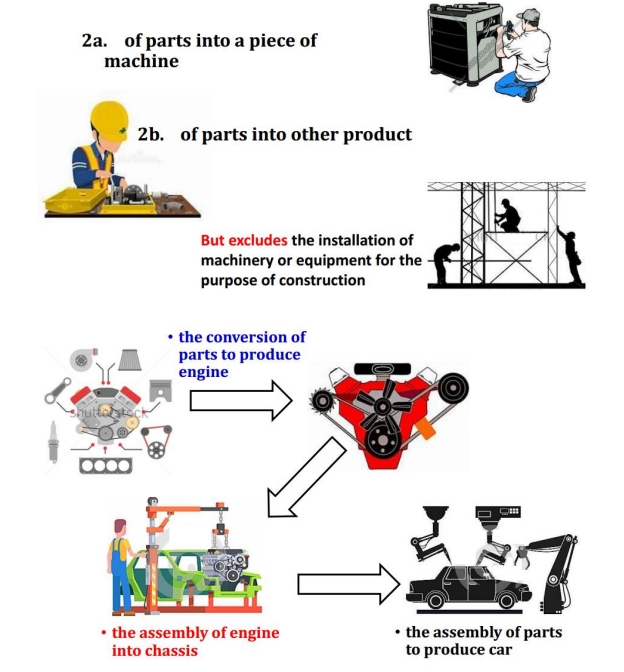 2a. of parts into a piece of
machine
2b. of parts into other product
But excludes the installation of
machinery or equipment for the
purpose of construction
• the conversion of
parts to produce
engine
shutterstock
• the assembly of engine
into chassis
• the assembly of parts
to produce car